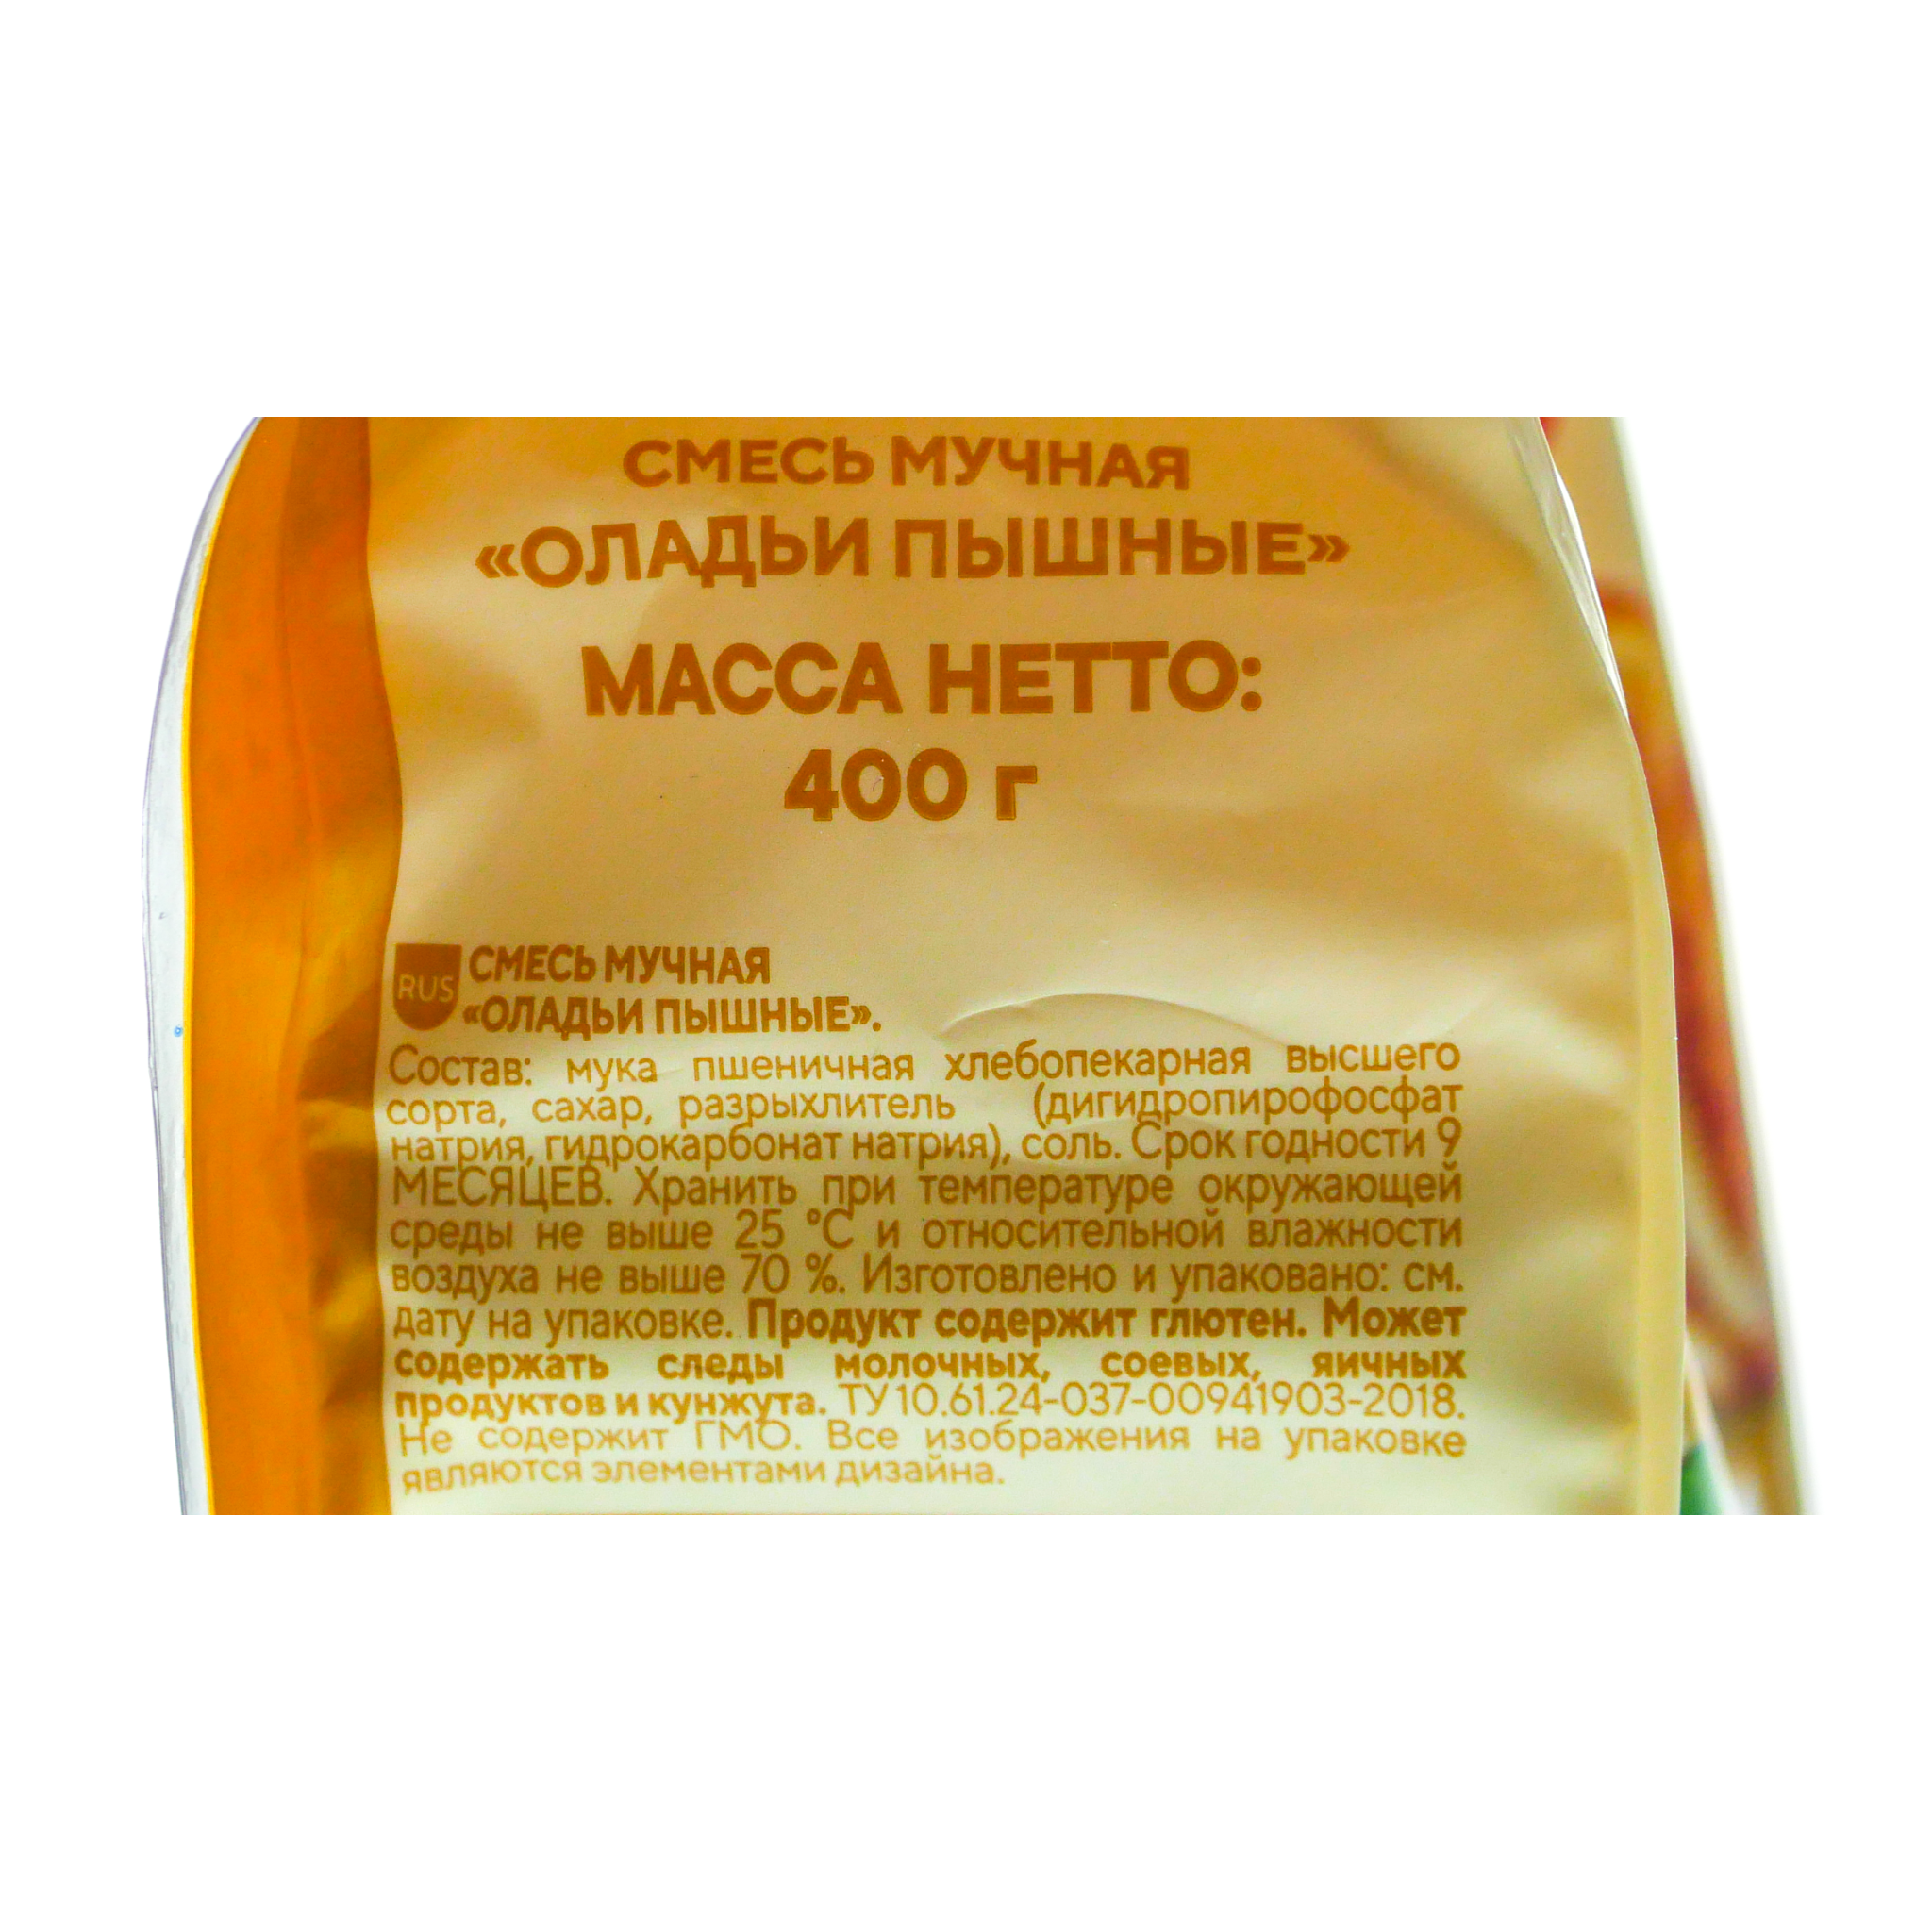 СМЕСЬ МУЧНАЯ
«ОЛАДЬИ ПЫШНЫЕ»
МАССА НЕТТО:
400 г
RUS
СМЕСЬ МУЧНАЯ
«ОЛАДЬИ ПЫШНЫЕ».
Состав: мука пшеничная хлебопекарная высшего
сорта, сахар, разрыхлитель (дигидропирофосфат
натрия, гидрокарбонат натрия), соль. Срок годности 9
МЕСЯЦЕВ. Хранить при температуре окружающей
среды не выше 25 °С и относительной влажности
воздуха не выше 70 %. Изготовлено и упаковано: см.
дату на упаковке. Продукт содержит глютен. Может
содержать следы молочных, соевых, яичных
продуктов и кунжута. ТУ 10.61.24-037-00941903-2018.
Не содержит ГМО. Все изображения на упаковке
являются элементами дизайна.